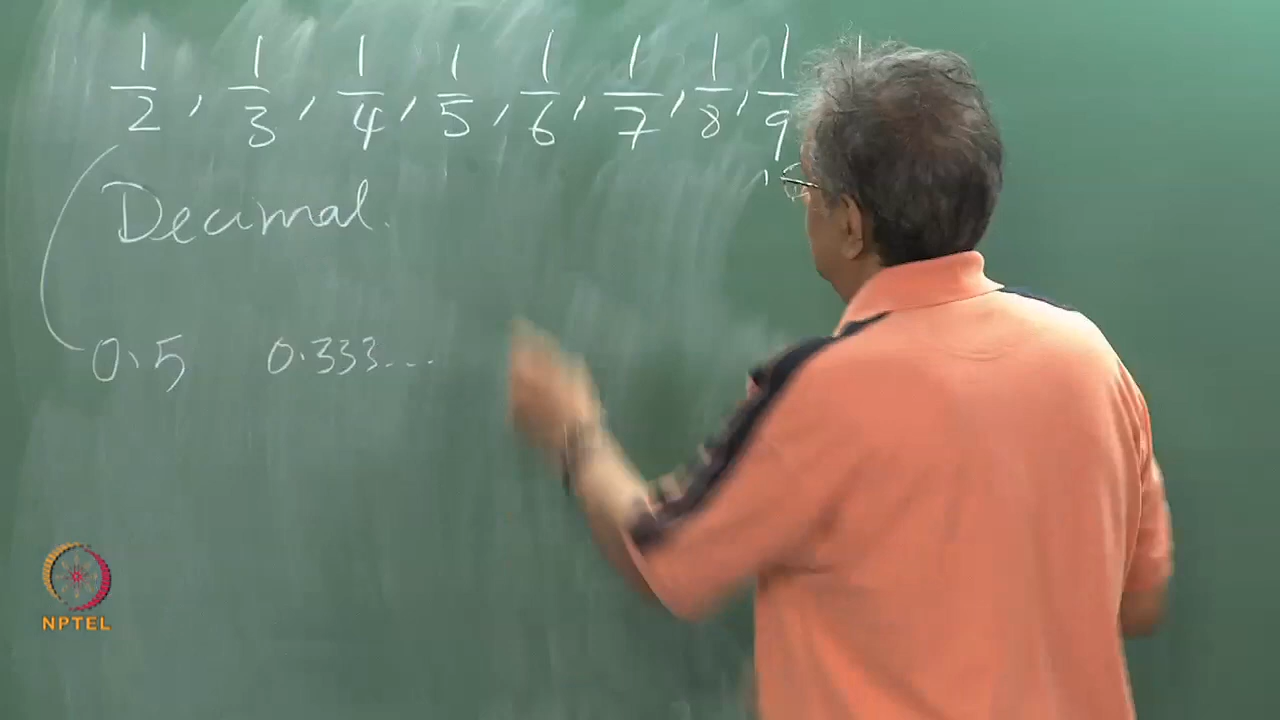 1/2, 1/3, 1/4, 1/5, 1/6, 1/7, 1/8, 1/9
Decimal.
0.5 0.333...
NPTEL